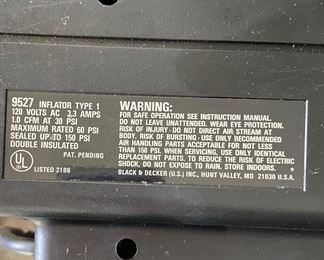 9527 INFLATOR TYPE 1
120 VOLTS AC 3.3 AMPS
1.0 CFM AT 30 PSI
MAXIMUM RATED 60 PSI
SEALED UP TO 150 PSI
DOUBLE INSULATED
PAT. PENDING
UL
LISTED 218G
WARNING:
FOR SAFE OPERATION SEE INSTRUCTION MANUAL.
DO NOT LEAVE UNATTENDED. WEAR EYE PROTECTION.
RISK OF INJURY - DO NOT DIRECT AIR STREAM AT
BODY. RISK OF BURSTING - USE ONLY RECOMMENDED
AIR HANDLING PARTS ACCEPTABLE FOR NOT LESS
THAN 150 PSI. WHEN SERVICING, USE ONLY IDENTICAL
REPLACEMENT PARTS. TO REDUCE THE RISK OF ELECTRIC
SHOCK, DO NOT EXPOSE TO RAIN. STORE INDOORS.
BLACK & DECKER (U.S.) INC., HUNT VALLEY, MD 21030 U.S.A.